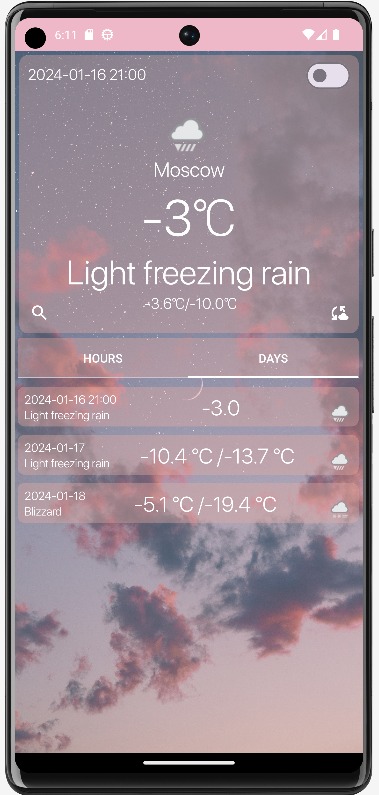 6:11
2024-01-16 21:00
Moscow
-3°C
Light freezing rain
-3.6°C/-10.0°C
HOURS DAYS
2024-01-16 21:00
Light freezing rain
-3.0
2024-01-17
Light freezing rain
-10.4 °C /-13.7 °C
2024-01-18
Blizzard
-5.1 °C /-19.4 °C